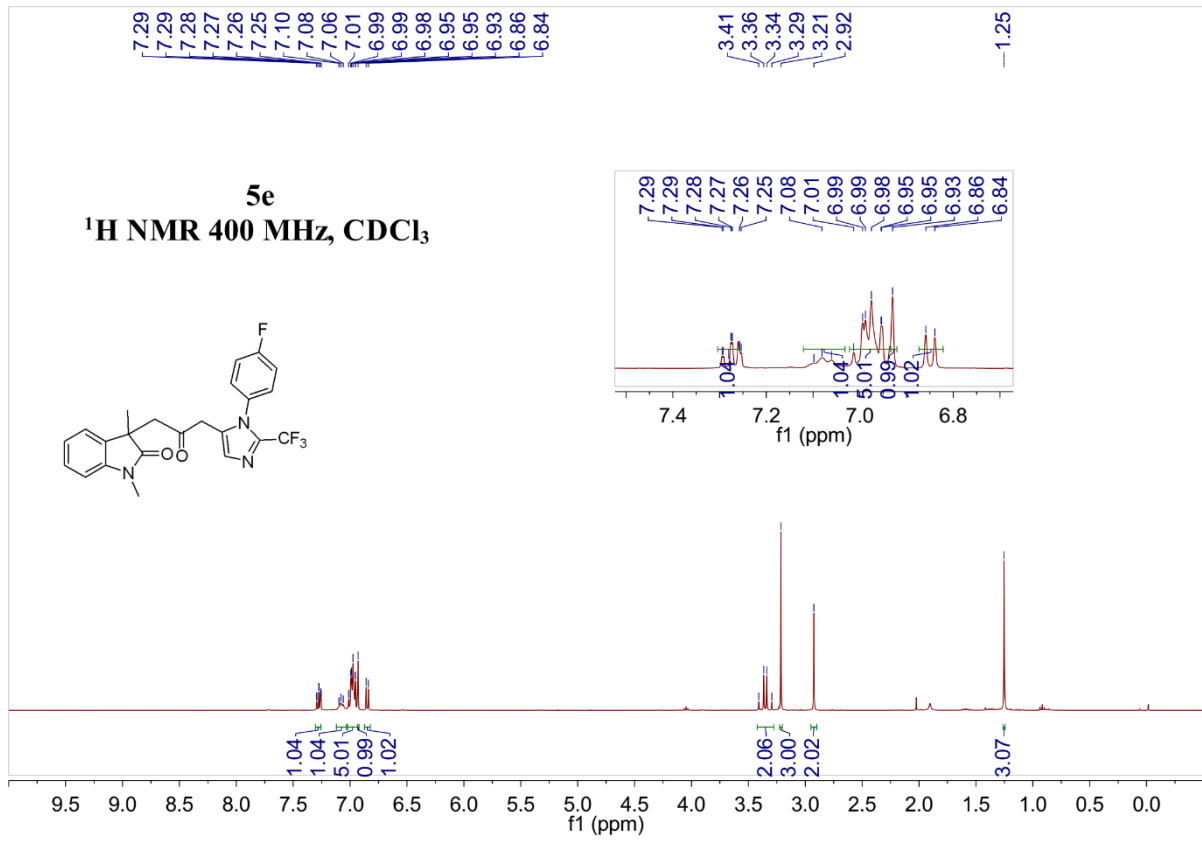 7.29 7.29 7.28 7.27 7.26 7.25 7.10 7.08 7.06 7.01 6.99 6.99 6.98 6.95 6.95 6.93 6.86 6.84
3.41 3.36 3.34 3.29 3.21 2.92
1.25
5e
¹H NMR 400 MHz, CDCl₃
7.29 7.29 7.28 7.27 7.26 7.25 7.08 7.01 6.99 6.99 6.98 6.95 6.95 6.93 6.86 6.84
1.04 1.04 5.01 0.99 1.02
7.4 7.2 7.0 6.8
f1 (ppm)
F
N
CF₃
O
O
N
N
1.04 1.04 5.01 0.99 1.02
2.06 3.00 2.02
3.07
9.5 9.0 8.5 8.0 7.5 7.0 6.5 6.0 5.5 5.0 4.5 4.0 3.5 3.0 2.5 2.0 1.5 1.0 0.5 0.0
f1 (ppm)